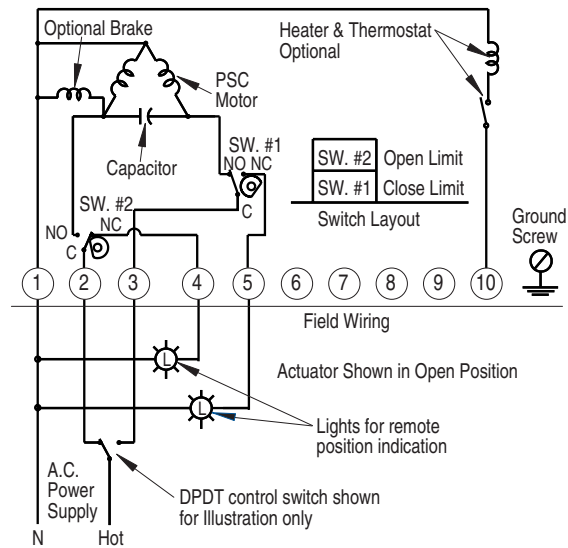 Optional Brake
Heater & Thermostat
Optional
PSC
Motor
Capacitor
SW. #1
NO NC
C
SW. #2
NO
NC
C
SW. #2 Open Limit
SW. #1 Close Limit
Switch Layout
Ground
Screw
1 2 3 4 5 6 7 8 9 10
Field Wiring
L
Actuator Shown in Open Position
L
Lights for remote
position indication
A.C.
Power
Supply
DPDT control switch shown
for Illustration only
N Hot